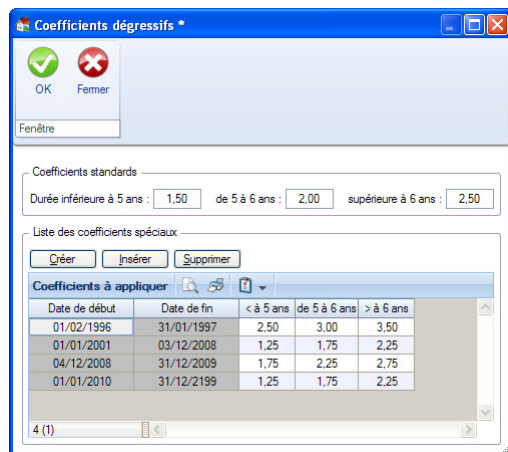 Coefficients dégressifs *
OK Fermer
Fenêtre
Coefficients standards
Durée inférieure à 5 ans : 1,50 de 5 à 6 ans : 2,00 supérieure à 6 ans : 2,50
Liste des coefficients spéciaux
Créer Insérer Supprimer
Coefficients à appliquer
Date de début Date de fin < à 5 ans de 5 à 6 ans > à 6 ans
01/02/1996 31/01/1997 2,50 3,00 3,50
01/01/2001 03/12/2008 1,25 1,75 2,25
04/12/2008 31/12/2009 1,75 2,25 2,75
01/01/2010 31/12/2199 1,25 1,75 2,25
4 (1)